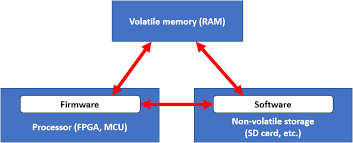 Volatile memory (RAM)
Firmware
Processor (FPGA, MCU)
Software
Non-volatile storage
(SD card, etc.)